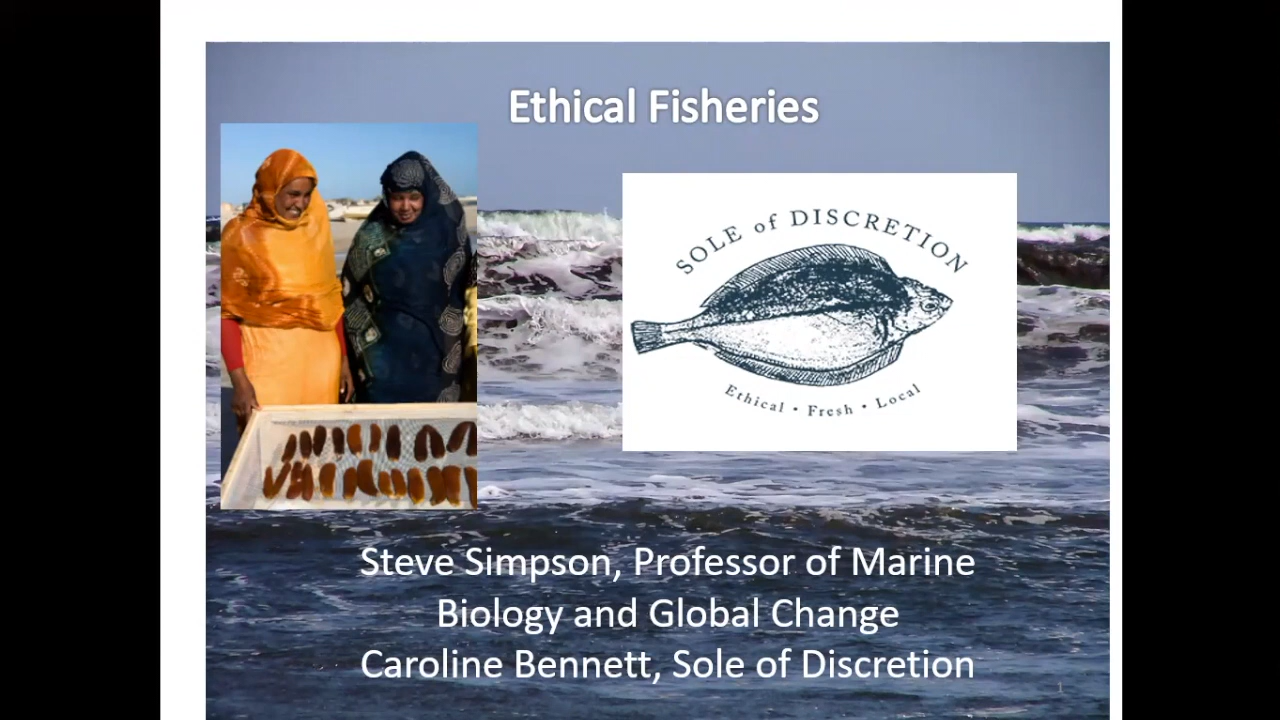 Ethical Fisheries
SOLE of DISCRETION
Ethical • Fresh • Local
Steve Simpson, Professor of Marine
Biology and Global Change
Caroline Bennett, Sole of Discretion